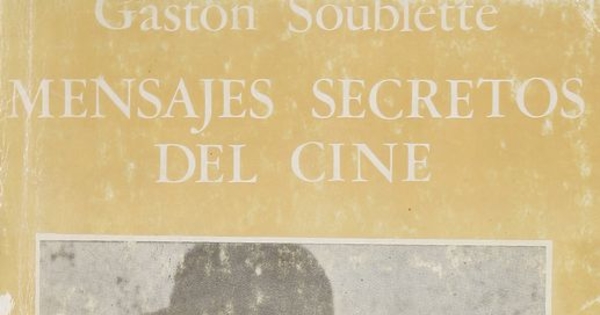 Gastón Soublette
MENSAJES SECRETOS
DEL CINE